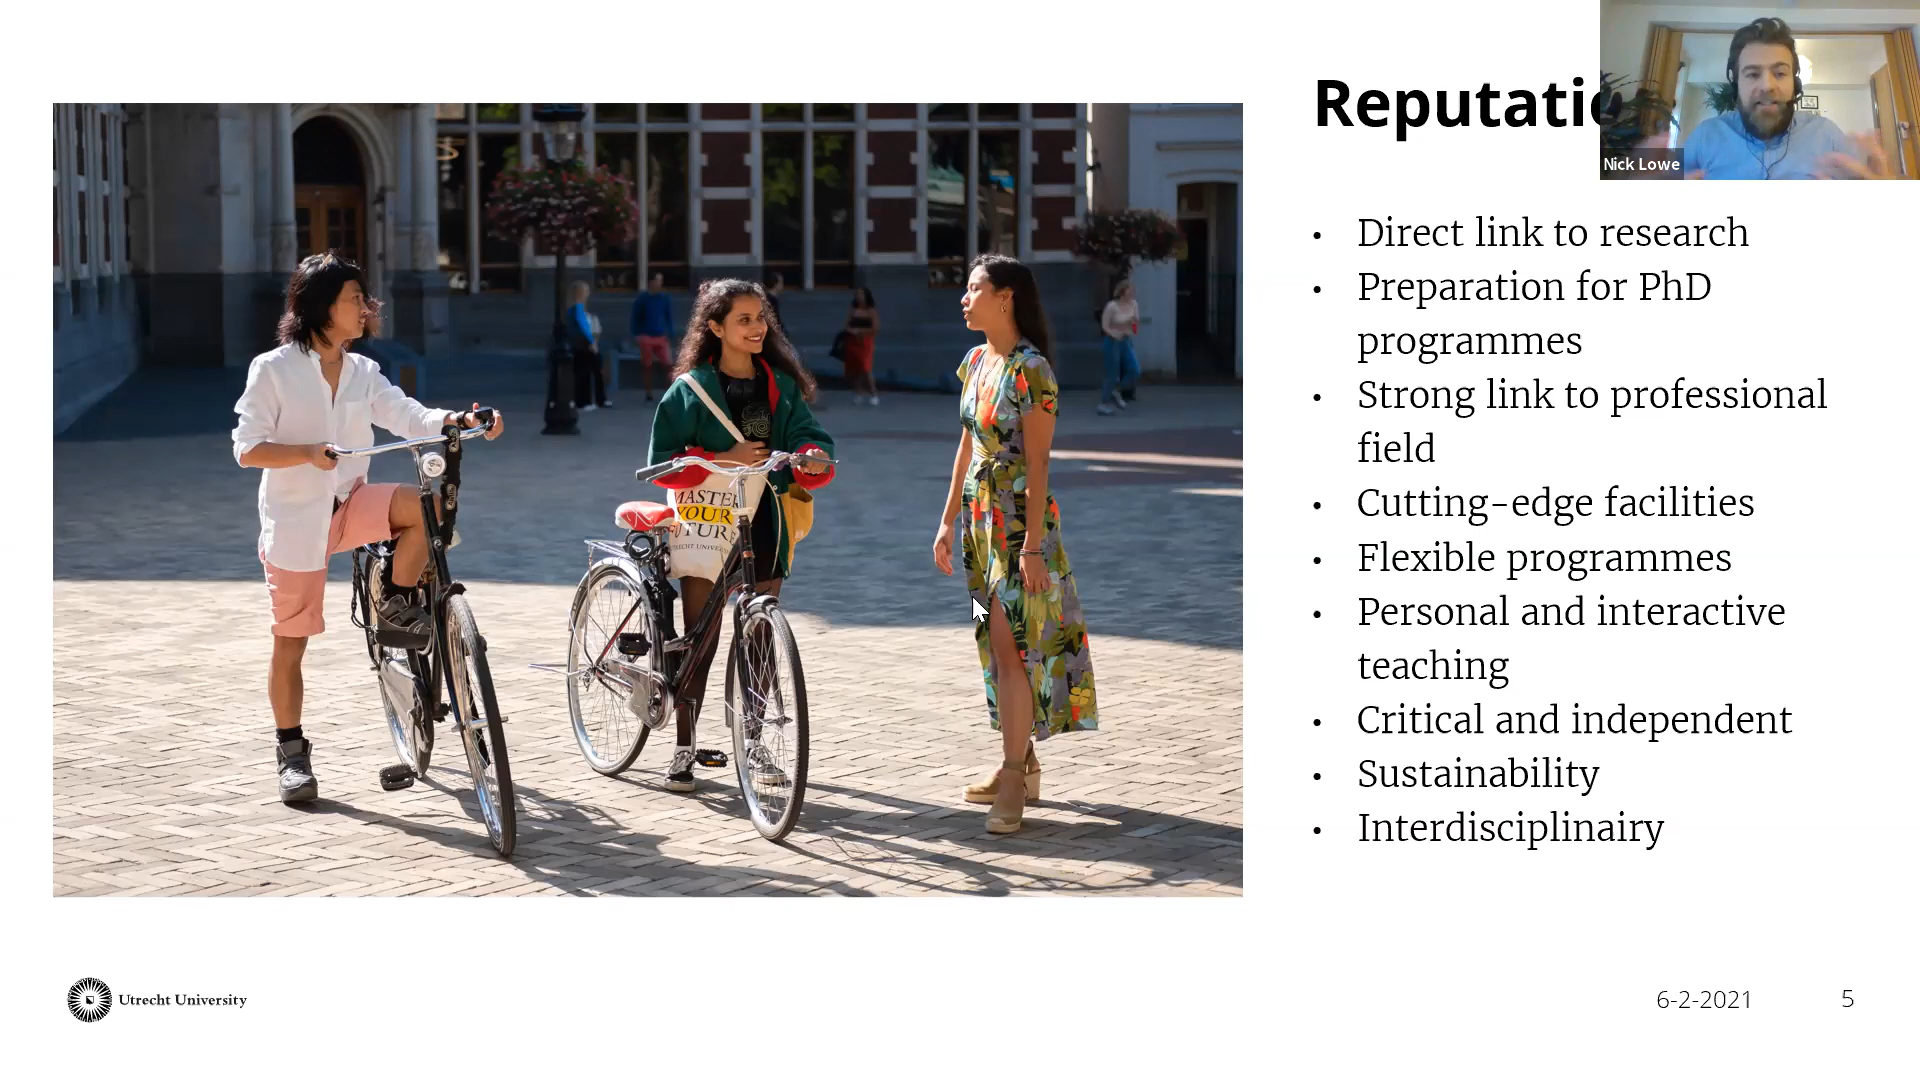 Reputatio
Nick Lowe
• Direct link to research
• Preparation for PhD
programmes
• Strong link to professional
field
• Cutting-edge facilities
• Flexible programmes
• Personal and interactive
teaching
• Critical and independent
• Sustainability
• Interdisciplinairy
MASTER
YOUR
FUTURE
UTRECHT UNIVERSITY
Utrecht University
6-2-2021
5